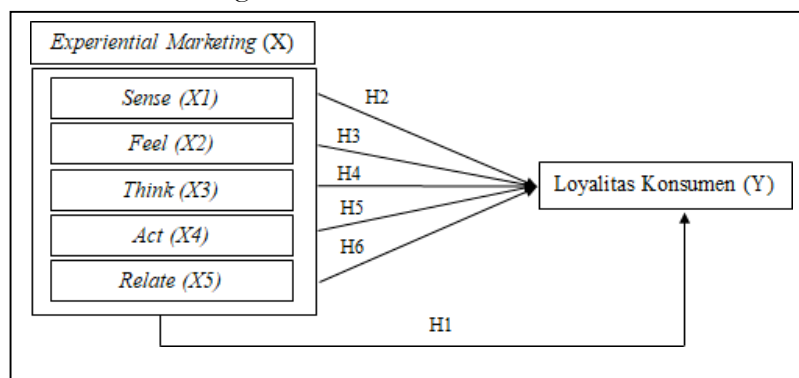 Experiential Marketing (X)
Sense (X1)
Feel (X2)
Think (X3)
Act (X4)
Relate (X5)
H2
H3
H4
H5
H6
Loyalitas Konsumen (Y)
H1